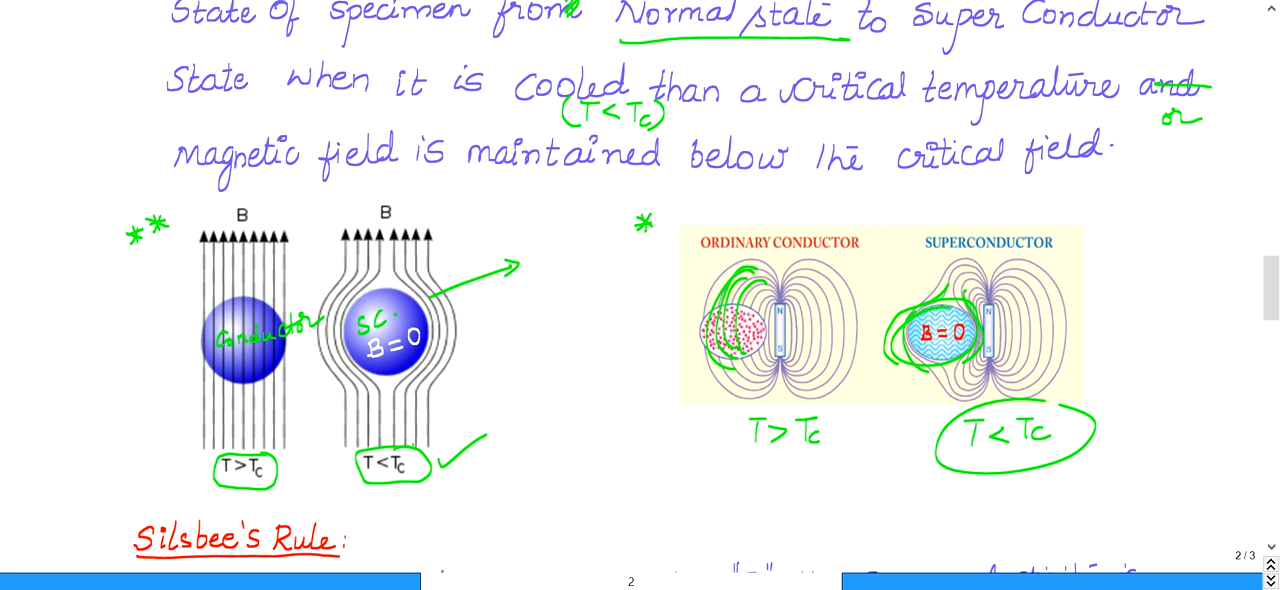 State of specimen from Normal state to Super Conductor
State when it is cooled than a critical temperature and
(T < Tc)
or
Magnetic field is maintained below the critical field.
**
B
B
*
ORDINARY CONDUCTOR
SUPERCONDUCTOR
N
N
Conductor
SC.
B = 0
B = 0
S
S
T > Tc
T < Tc
T > Tc
T < Tc
Silsbee's Rule:
2 / 3
2